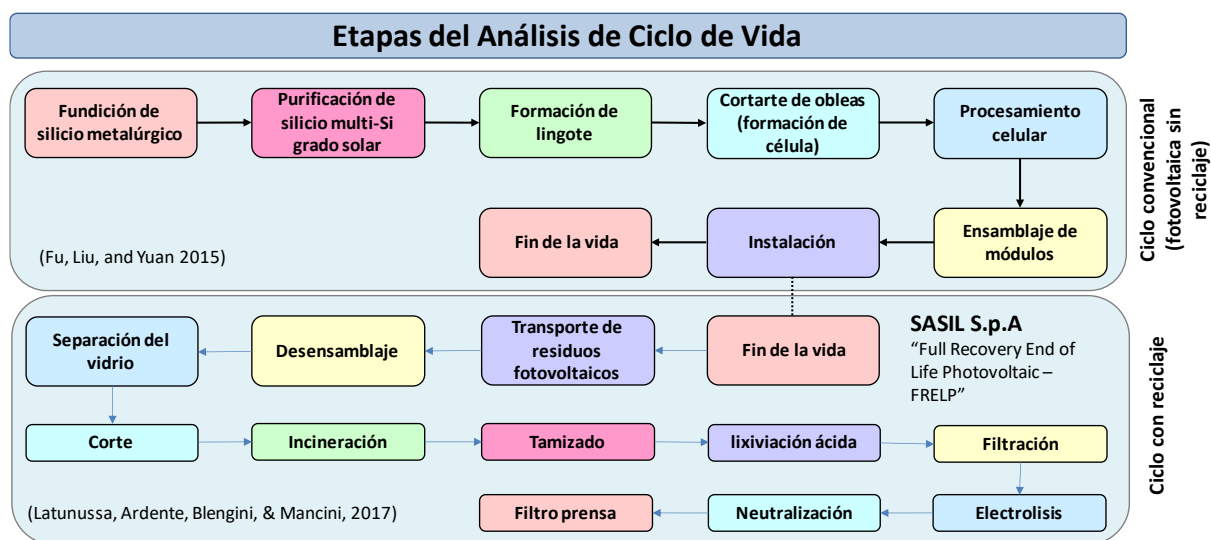 Etapas del Análisis de Ciclo de Vida
Fundición de
silicio metalúrgico
Purificación de
silicio multi-Si
grado solar
Formación de
lingote
Cortarte de obleas
(formación de
célula)
Procesamiento
celular
Fin de la vida
Instalación
Ensamblaje de
módulos
(Fu, Liu, and Yuan 2015)
Ciclo convencional
(fotovoltaica sin
reciclaje)
Separación del
vidrio
Desensamblaje
Transporte de
residuos
fotovoltaicos
Fin de la vida
SASIL S.p.A
“Full Recovery End of
Life Photovoltaic –
FRELP”
Corte
Incineración
Tamizado
lixiviación ácida
Filtración
Filtro prensa
Neutralización
Electrolisis
(Latunussa, Ardente, Blengini, & Mancini, 2017)
Ciclo con reciclaje